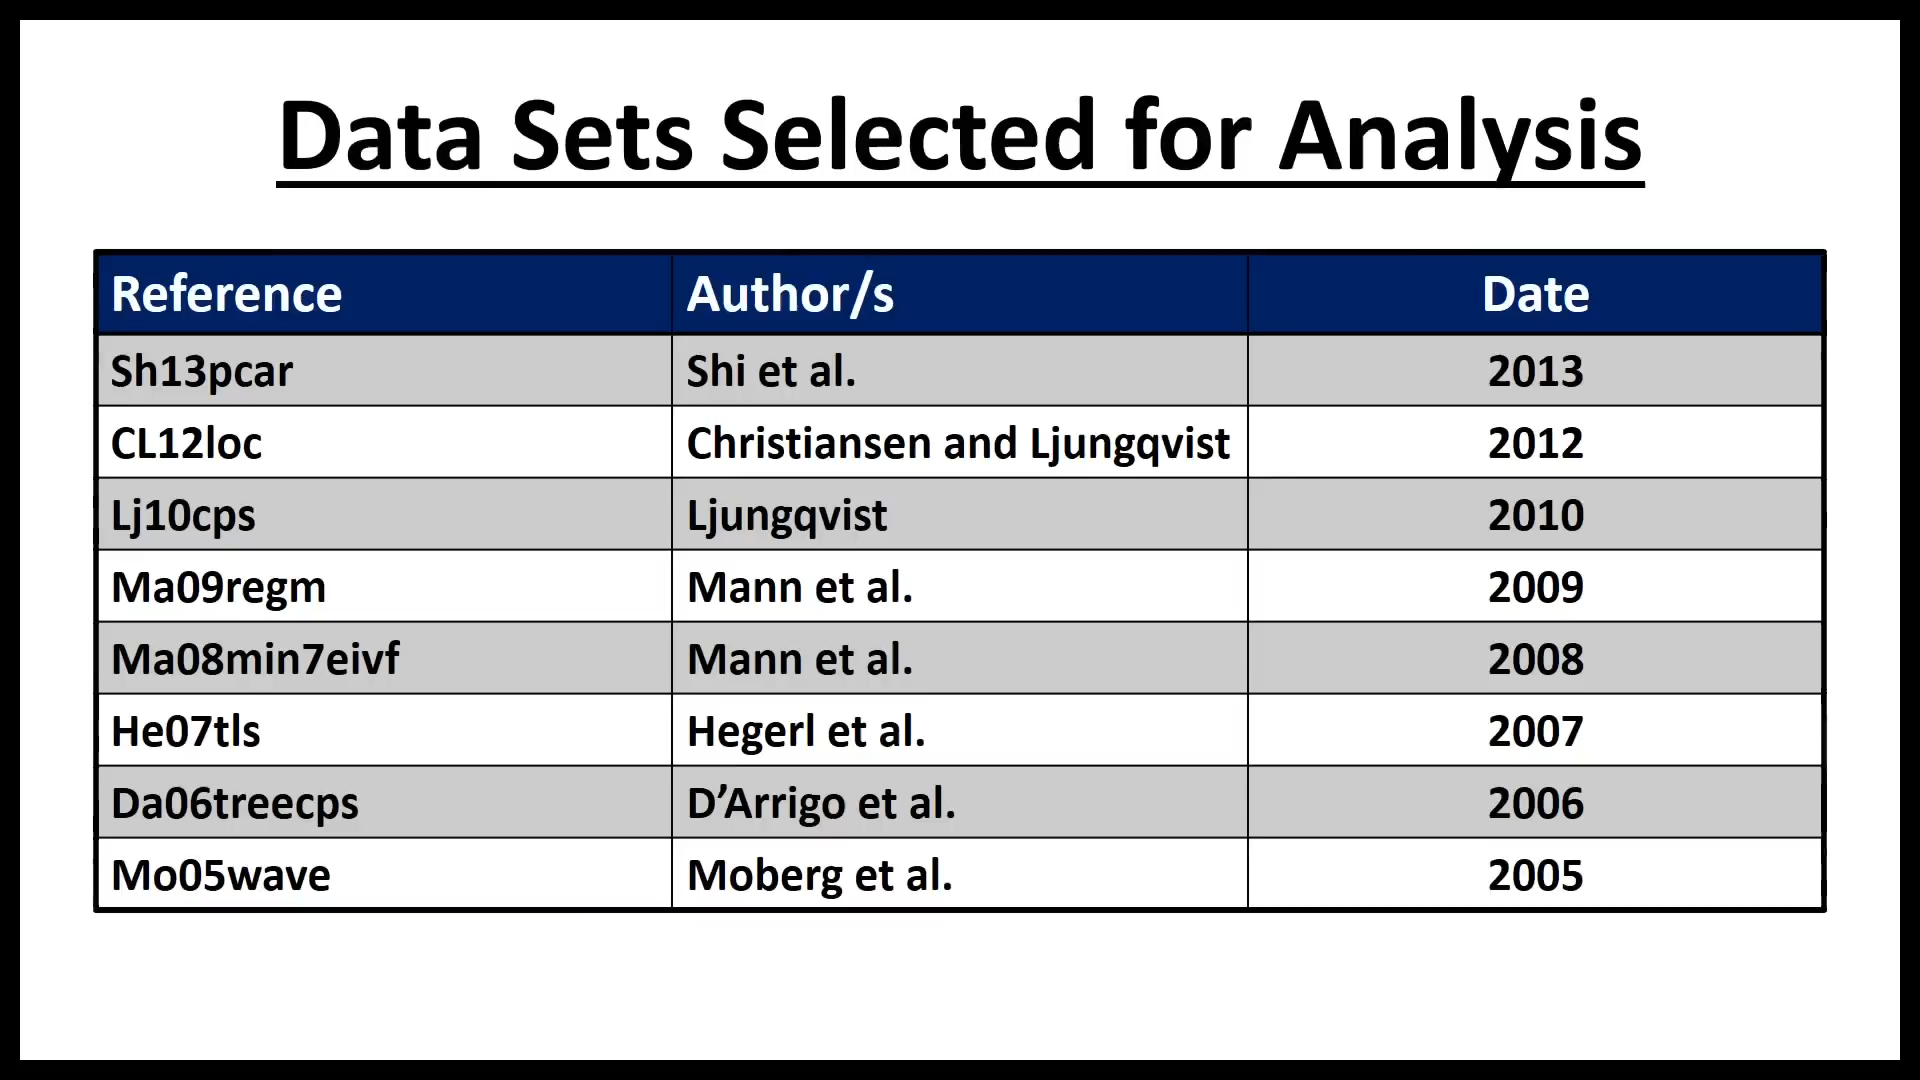 Data Sets Selected for Analysis
Reference Author/s Date
Sh13pcar Shi et al. 2013
CL12loc Christiansen and Ljungqvist 2012
Lj10cps Ljungqvist 2010
Ma09regm Mann et al. 2009
Ma08min7eivf Mann et al. 2008
He07tls Hegerl et al. 2007
Da06treecps D’Arrigo et al. 2006
Mo05wave Moberg et al. 2005